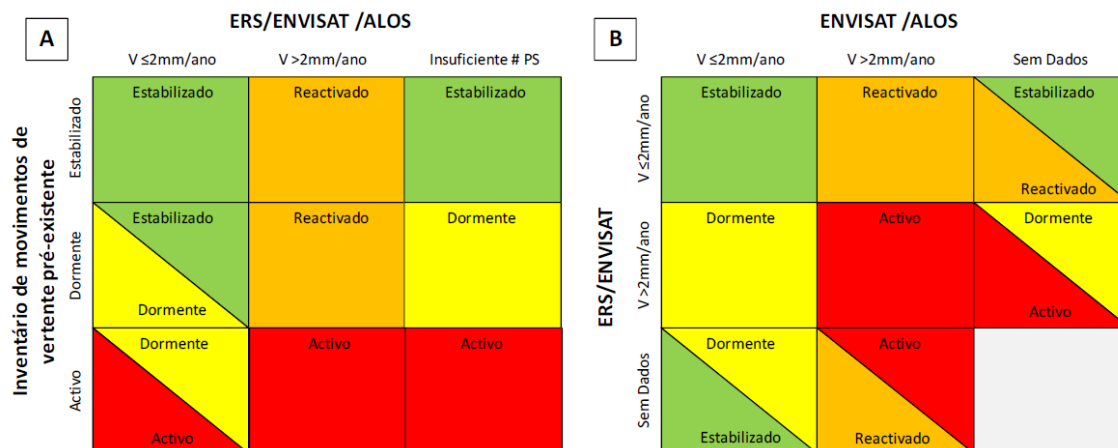 A
ERS/ENVISAT /ALOS
V ≤2mm/ano
V >2mm/ano
Insuficiente # PS
Inventário de movimentos de
vertente pré-existente
Estabilizado
Estabilizado
Reactivado
Estabilizado
Dormente
Estabilizado
Dormente
Reactivado
Dormente
Activo
Dormente
Activo
Activo
Activo
B
ENVISAT /ALOS
V ≤2mm/ano
V >2mm/ano
Sem Dados
ERS/ENVISAT
V ≤2mm/ano
Estabilizado
Reactivado
Estabilizado
Reactivado
V >2mm/ano
Dormente
Activo
Dormente
Activo
Sem Dados
Dormente
Estabilizado
Activo
Reactivado